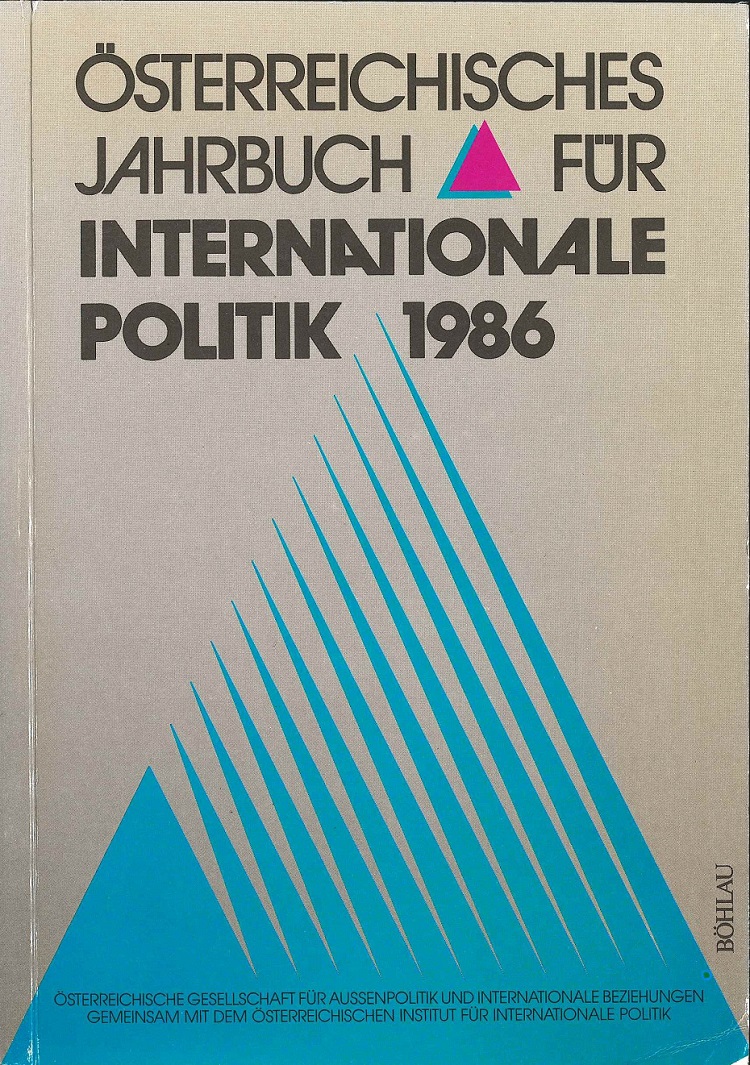 ÖSTERREICHISCHES
JAHRBUCH FÜR
INTERNATIONALE
POLITIK 1986
BÖHLAU
ÖSTERREICHISCHE GESELLSCHAFT FÜR AUSSENPOLITIK UND INTERNATIONALE BEZIEHUNGEN
GEMEINSAM MIT DEM ÖSTERREICHISCHEN INSTITUT FÜR INTERNATIONALE POLITIK